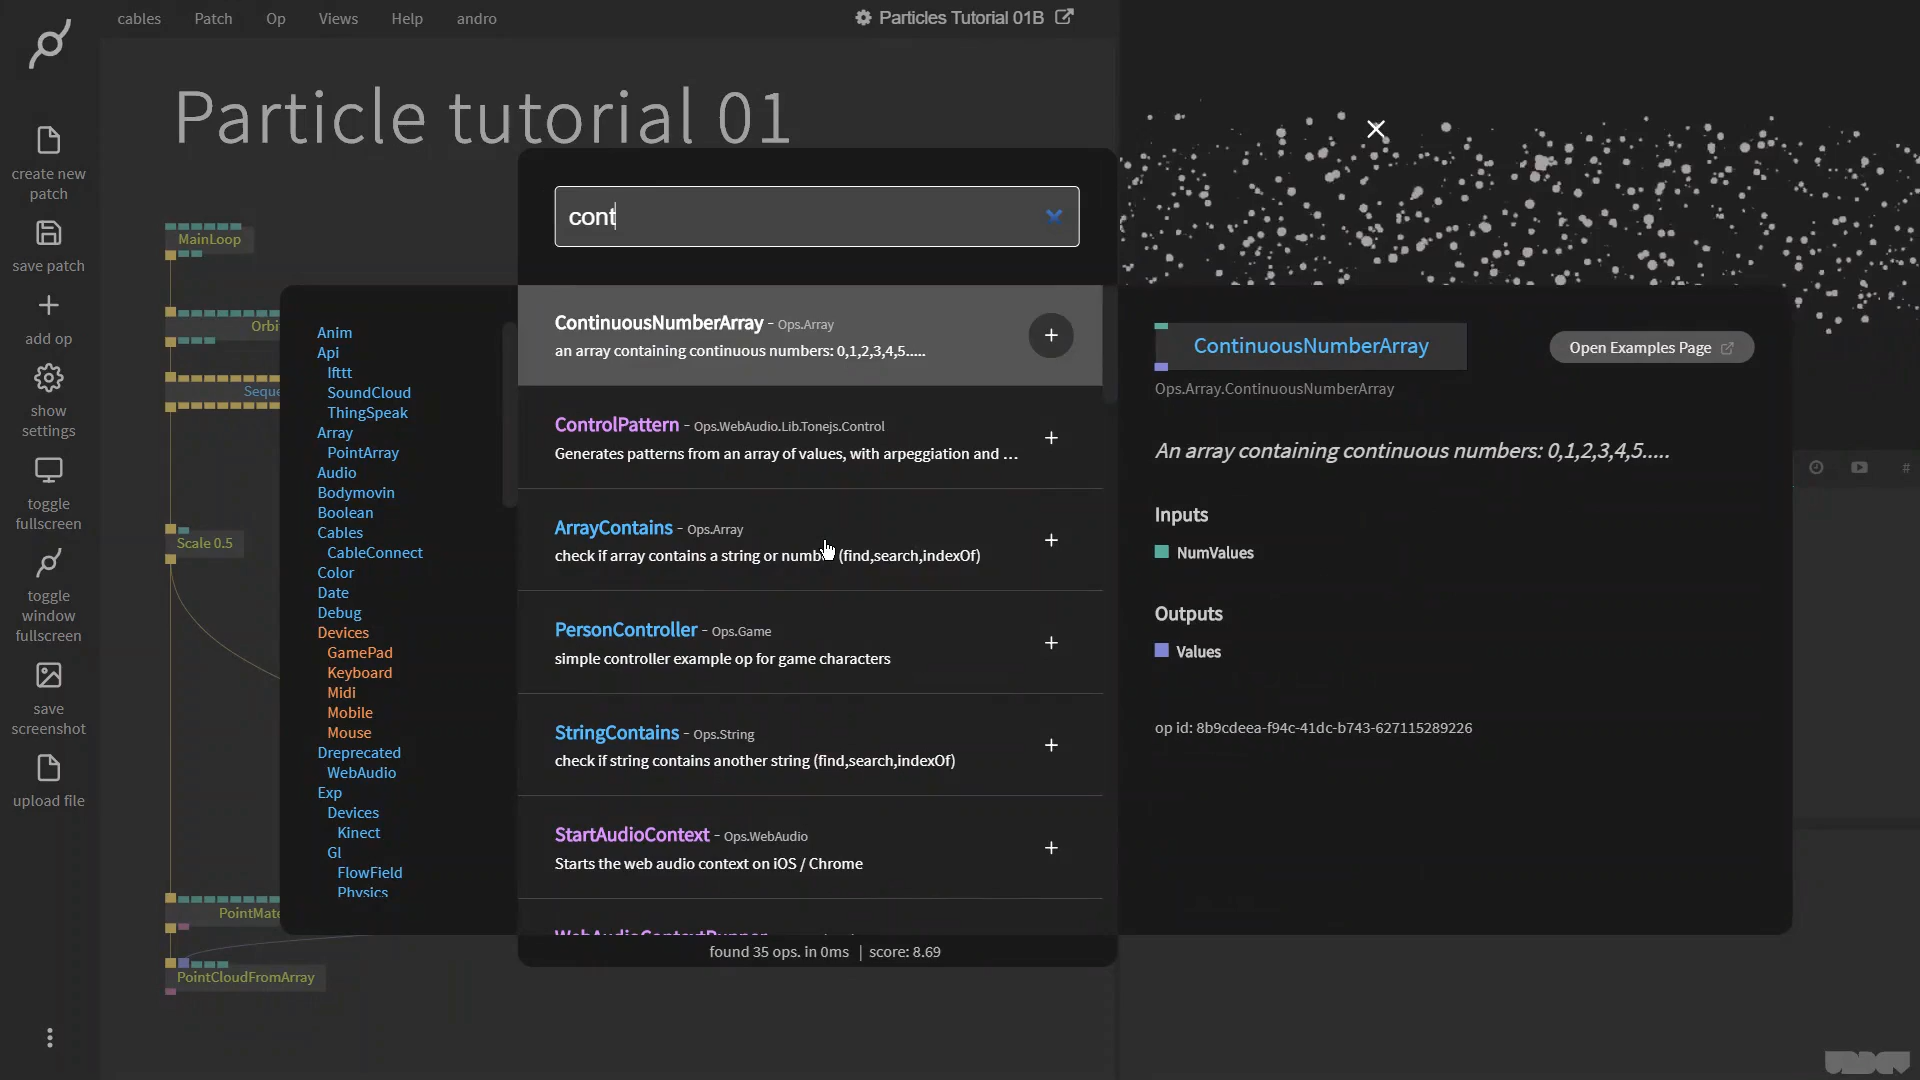 cables Patch Op Views Help andro
Particles Tutorial 01B
Particle tutorial 01
create new
patch
save patch
add op
show
settings
toggle
fullscreen
toggle
window
fullscreen
save
screenshot
upload file
MainLoop
Orbi
Seque
Scale 0.5
PointMate
PointCloudFromArray
cont
Anim
Api
Ifttt
SoundCloud
ThingSpeak
Array
PointArray
Audio
Bodymovin
Boolean
Cables
CableConnect
Color
Date
Debug
Devices
GamePad
Keyboard
Midi
Mobile
Mouse
Dreprecated
WebAudio
Exp
Devices
Kinect
Gl
FlowField
Physics
ContinuousNumberArray - Ops.Array
an array containing continuous numbers: 0,1,2,3,4,5.....
ControlPattern - Ops.WebAudio.Lib.Tonejs.Control
Generates patterns from an array of values, with arpeggiation and ...
ArrayContains - Ops.Array
check if array contains a string or number (find,search,indexOf)
PersonController - Ops.Game
simple controller example op for game characters
StringContains - Ops.String
check if string contains another string (find,search,indexOf)
StartAudioContext - Ops.WebAudio
Starts the web audio context on iOS / Chrome
found 35 ops. in 0ms | score: 8.69
ContinuousNumberArray
Open Examples Page
Ops.Array.ContinuousNumberArray
An array containing continuous numbers: 0,1,2,3,4,5.....
Inputs
NumValues
Outputs
Values
op id: 8b9cdeea-f94c-41dc-b743-627115289226
#